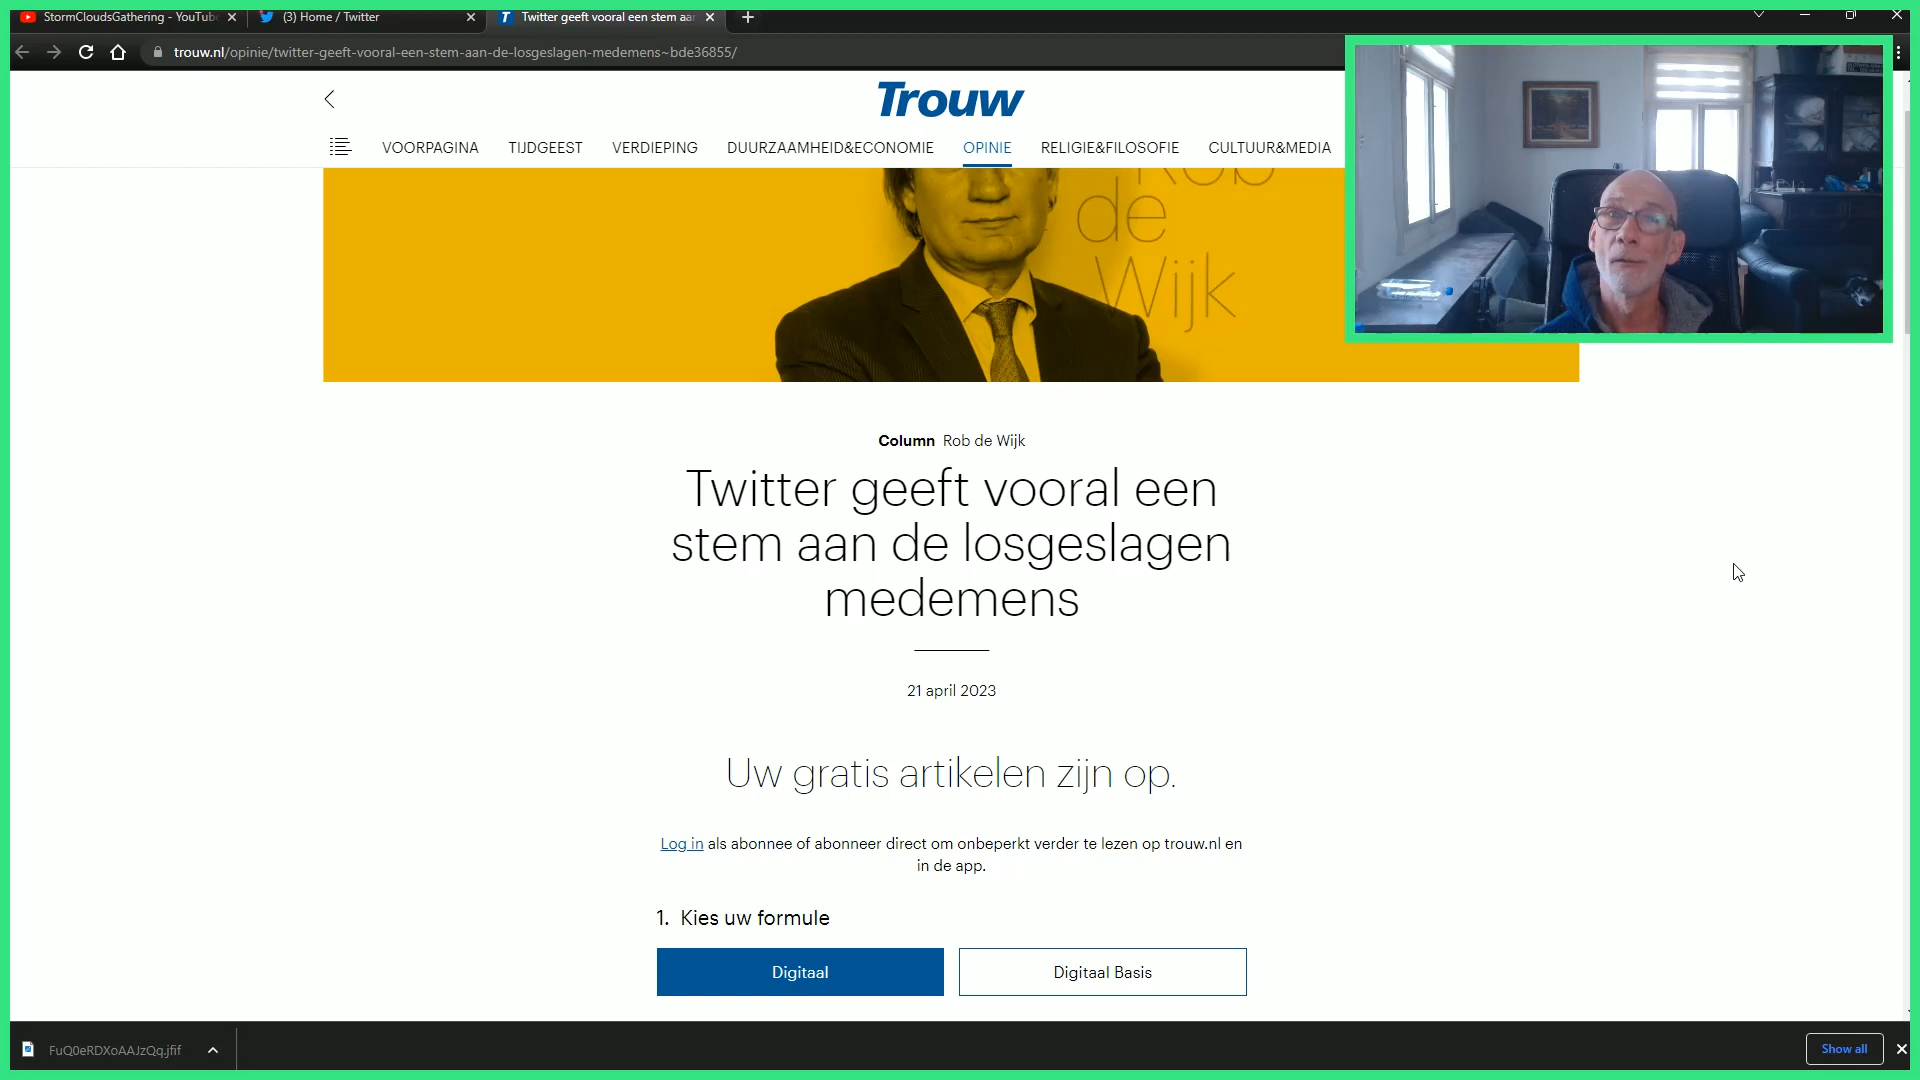 StormCloudsGathering - YouTube
(3) Home / Twitter
Twitter geeft vooral een stem aan
trouw.nl/opinie/twitter-geeft-vooral-een-stem-aan-de-losgeslagen-medemens~bde36855/
Trouw
VOORPAGINA TIJDGEEST VERDIEPING DUURZAAMHEID&ECONOMIE OPINIE RELIGIE&FILOSOFIE CULTUUR&MEDIA
Rob
de
Wijk
Column Rob de Wijk
Twitter geeft vooral een
stem aan de losgeslagen
medemens
21 april 2023
Uw gratis artikelen zijn op.
Log in als abonnee of abonneer direct om onbeperkt verder te lezen op trouw.nl en
in de app.
1. Kies uw formule
Digitaal
Digitaal Basis
FuQ0eRDXoAAJzQq.jfif
Show all